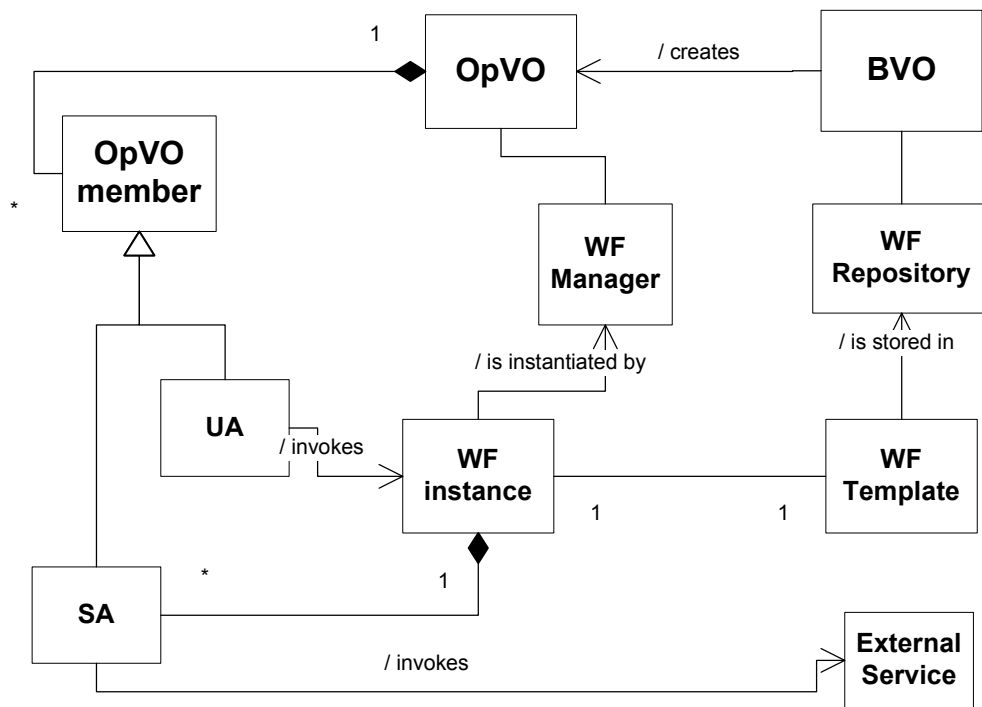 1
OpVO
/ creates
BVO
OpVO
member
*
WF
Manager
WF
Repository
/ is instantiated by
/ is stored in
UA
/ invokes
WF
instance
WF
Template
1
1
*
1
SA
/ invokes
External
Service